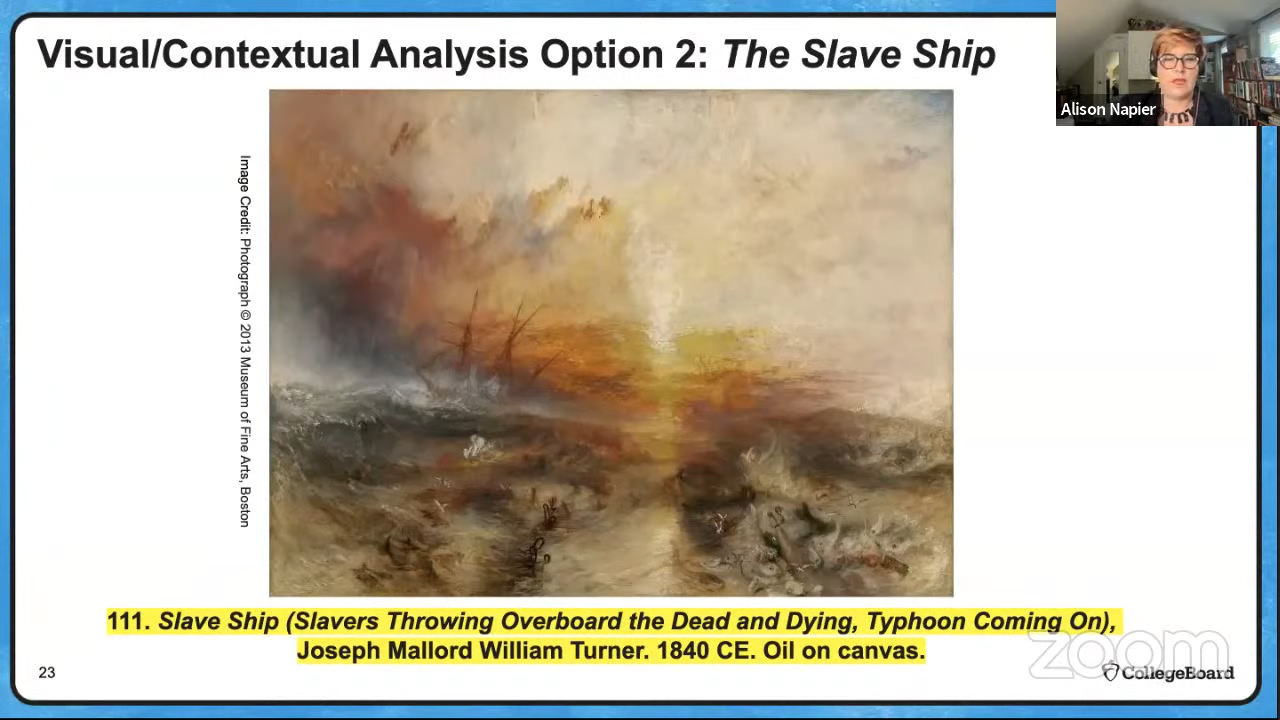 Visual/Contextual Analysis Option 2: The Slave Ship
Alison Napier
Image Credit: Photograph © 2013 Museum of Fine Arts, Boston
111. Slave Ship (Slavers Throwing Overboard the Dead and Dying, Typhoon Coming On),
Joseph Mallord William Turner. 1840 CE. Oil on canvas.
zoom
23
CollegeBoard